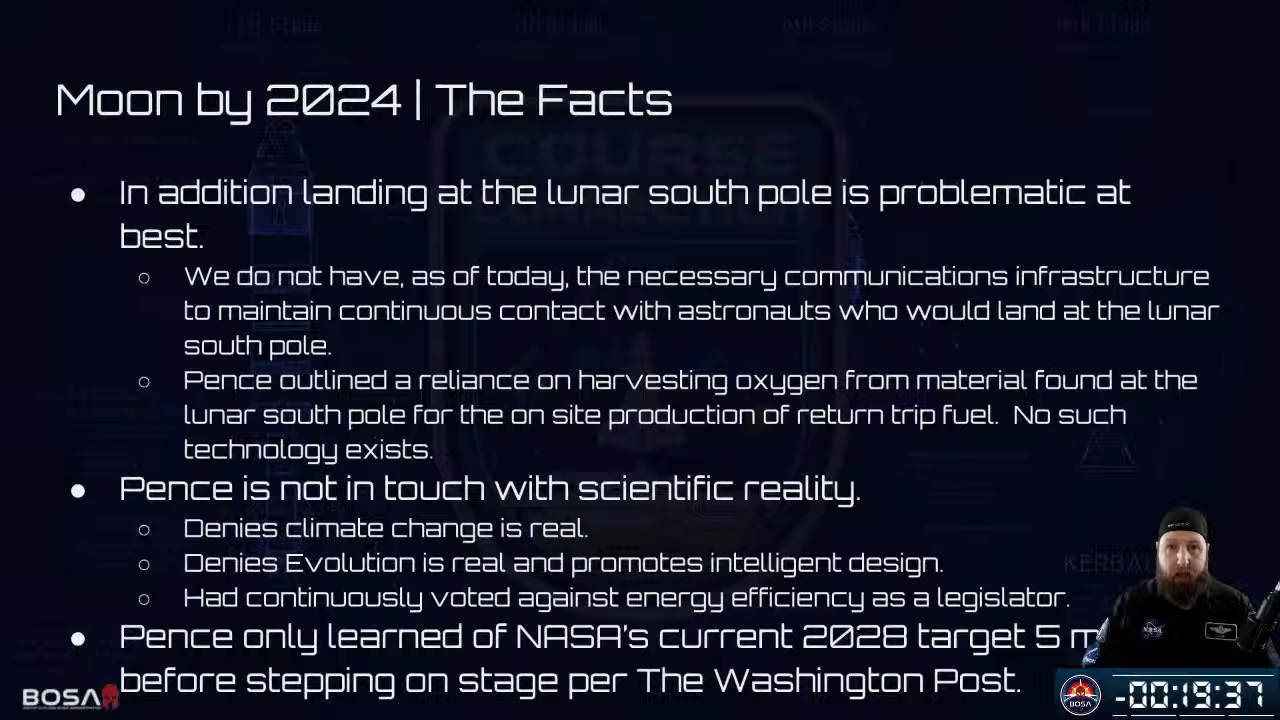 Moon by 2024 | The Facts
● In addition landing at the lunar south pole is problematic at
best.
○ We do not have, as of today, the necessary communications infrastructure
to maintain continuous contact with astronauts who would land at the lunar
south pole.
○ Pence outlined a reliance on harvesting oxygen from material found at the
lunar south pole for the on site production of return trip fuel. No such
technology exists.
● Pence is not in touch with scientific reality.
○ Denies climate change is real.
○ Denies Evolution is real and promotes intelligent design.
○ Had continuously voted against energy efficiency as a legislator.
● Pence only learned of NASA's current 2028 target 5 m
before stepping on stage per The Washington Post.
COURSE
CORRECTION
KERBAL
NASA
BOSA
BOSA
-00:19:37